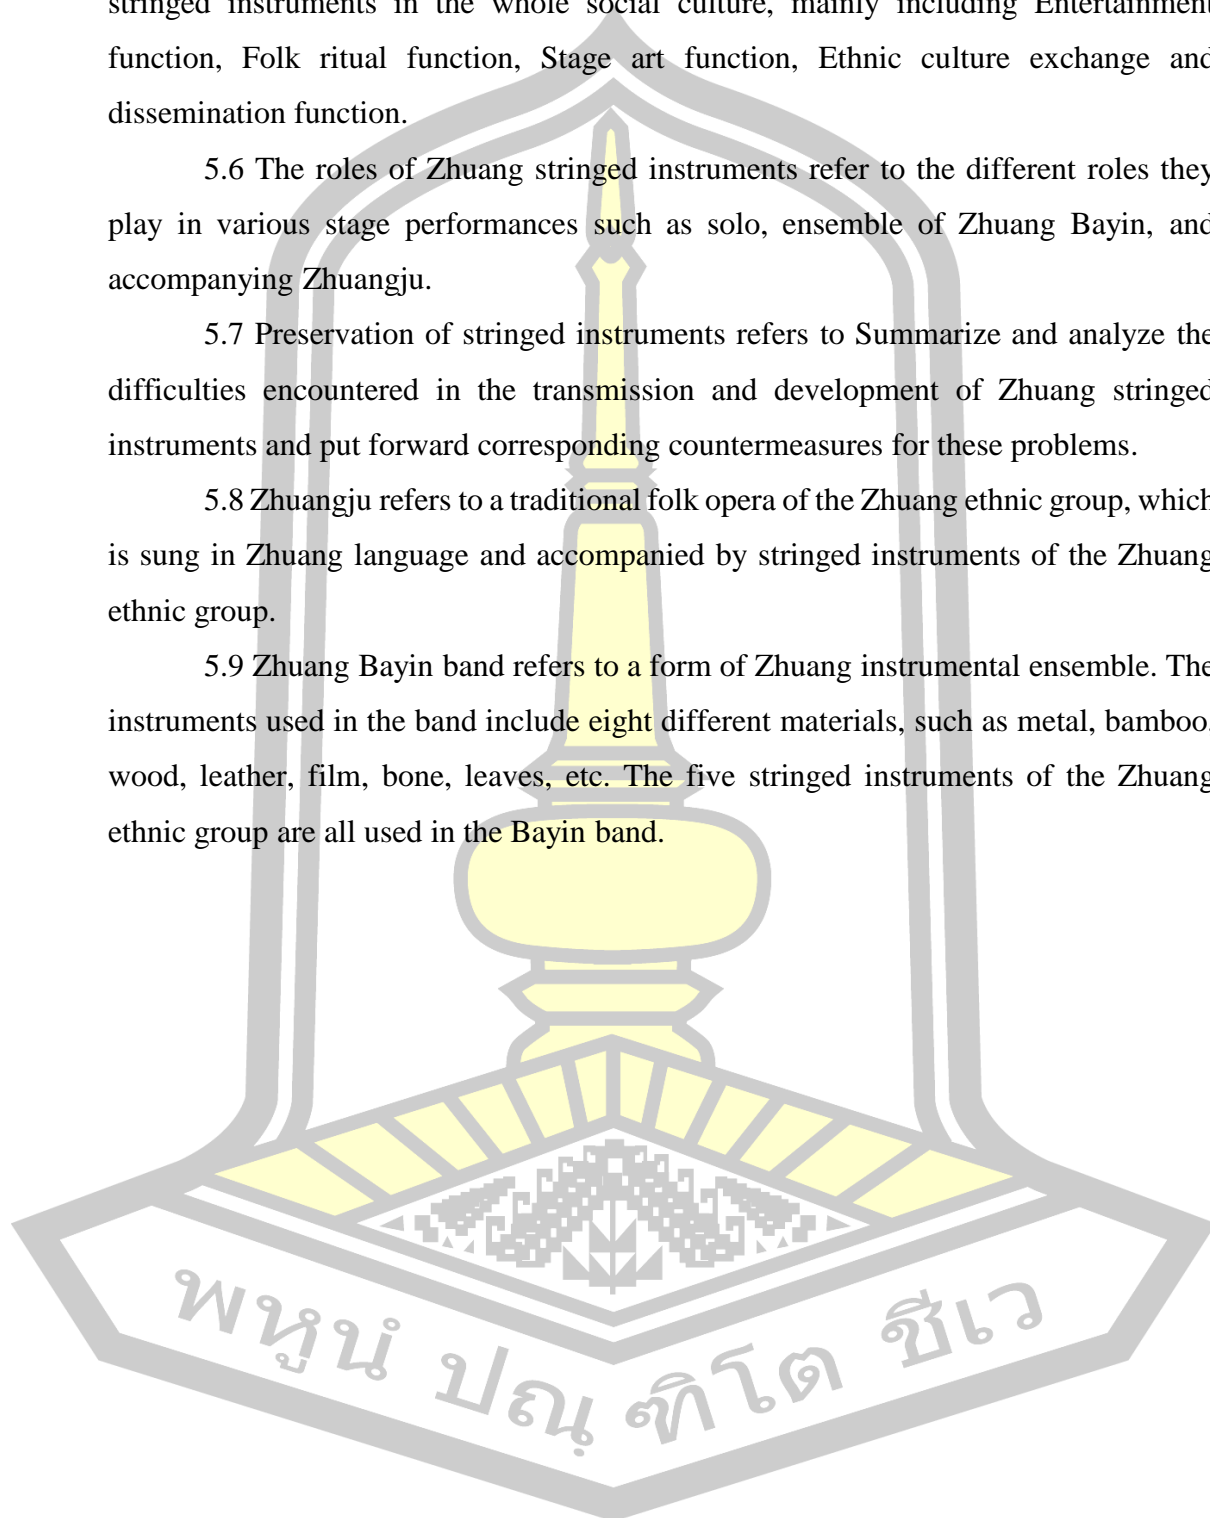 stringed instruments in the whole social culture, mainly including Entertainment
function, Folk ritual function, Stage art function, Ethnic culture exchange and
dissemination function.
5.6 The roles of Zhuang stringed instruments refer to the different roles they
play in various stage performances such as solo, ensemble of Zhuang Bayin, and
accompanying Zhuangju.
5.7 Preservation of stringed instruments refers to Summarize and analyze the
difficulties encountered in the transmission and development of Zhuang stringed
instruments and put forward corresponding countermeasures for these problems.
5.8 Zhuangju refers to a traditional folk opera of the Zhuang ethnic group, which
is sung in Zhuang language and accompanied by stringed instruments of the Zhuang
ethnic group.
5.9 Zhuang Bayin band refers to a form of Zhuang instrumental ensemble. The
instruments used in the band include eight different materials, such as metal, bamboo,
wood, leather, film, bone, leaves, etc. The five stringed instruments of the Zhuang
ethnic group are all used in the Bayin band.
พหูนํ ปณฺฑิโต ชีเว